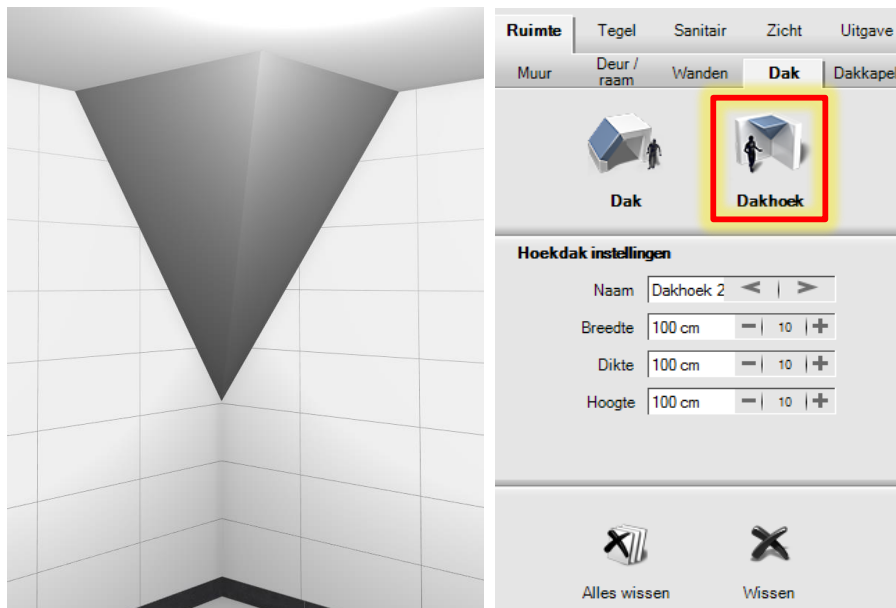 Ruimte Tegel Sanitair Zicht Uitgave
Muur Deur / raam Wanden Dak Dakkapel
Dak Dakhoek
Hoekdak instellingen
Naam Dakhoek 2
Breedte 100 cm 10
Dikte 100 cm 10
Hoogte 100 cm 10
Alles wissen Wissen